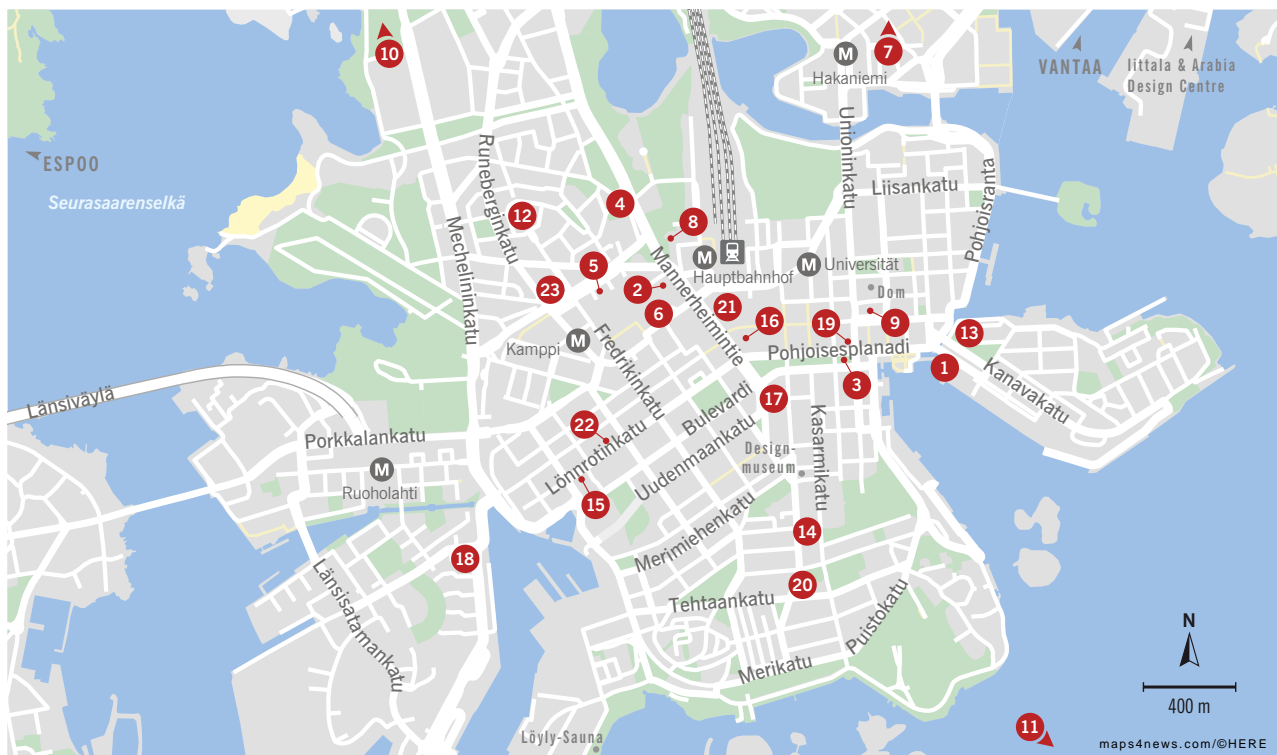 10
7
M
Hakaniemi
VANTAA
Iittala & Arabia
Design Centre
ESPOO
Seurasaarenselkä
Runeberginkatu
Unioninkatu
Liisankatu
Pohjoisranta
12
4
8
Mechelininkatu
Mannerheimintie
M
Hauptbahnhof
M
Universität
5
2
23
6
21
Dom
16
19
9
13
M
Kamppi
Fredrikinkatu
Pohjoisesplanadi
1
3
Kanavakatu
Länsiväylä
17
Bulevardi
Kasarmikatu
22
Lönnrotinkatu
Uudenmaankatu
Porkkalankatu
M
Ruoholahti
Design-
museum
15
Merimiehenkatu
14
18
Länsisatamankatu
20
Tehtaankatu
Puistokatu
Merikatu
N
400 m
Löyly-Sauna
11
maps4news.com/©HERE